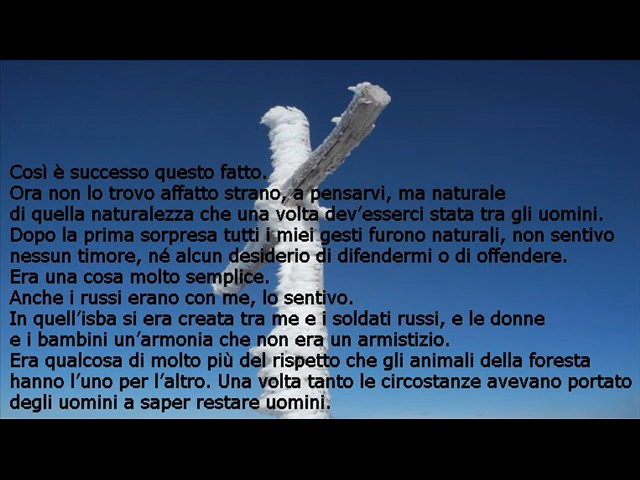 Così è successo questo fatto.
Ora non lo trovo affatto strano, a pensarvi, ma naturale
di quella naturalezza che una volta dev'esserci stata tra gli uomini.
Dopo la prima sorpresa tutti i miei gesti furono naturali, non sentivo
nessun timore, né alcun desiderio di difendermi o di offendere.
Era una cosa molto semplice.
Anche i russi erano con me, lo sentivo.
In quell'isba si era creata tra me e i soldati russi, e le donne
e i bambini un'armonia che non era un armistizio.
Era qualcosa di molto più del rispetto che gli animali della foresta
hanno l'uno per l'altro. Una volta tanto le circostanze avevano portato
degli uomini a saper restare uomini.